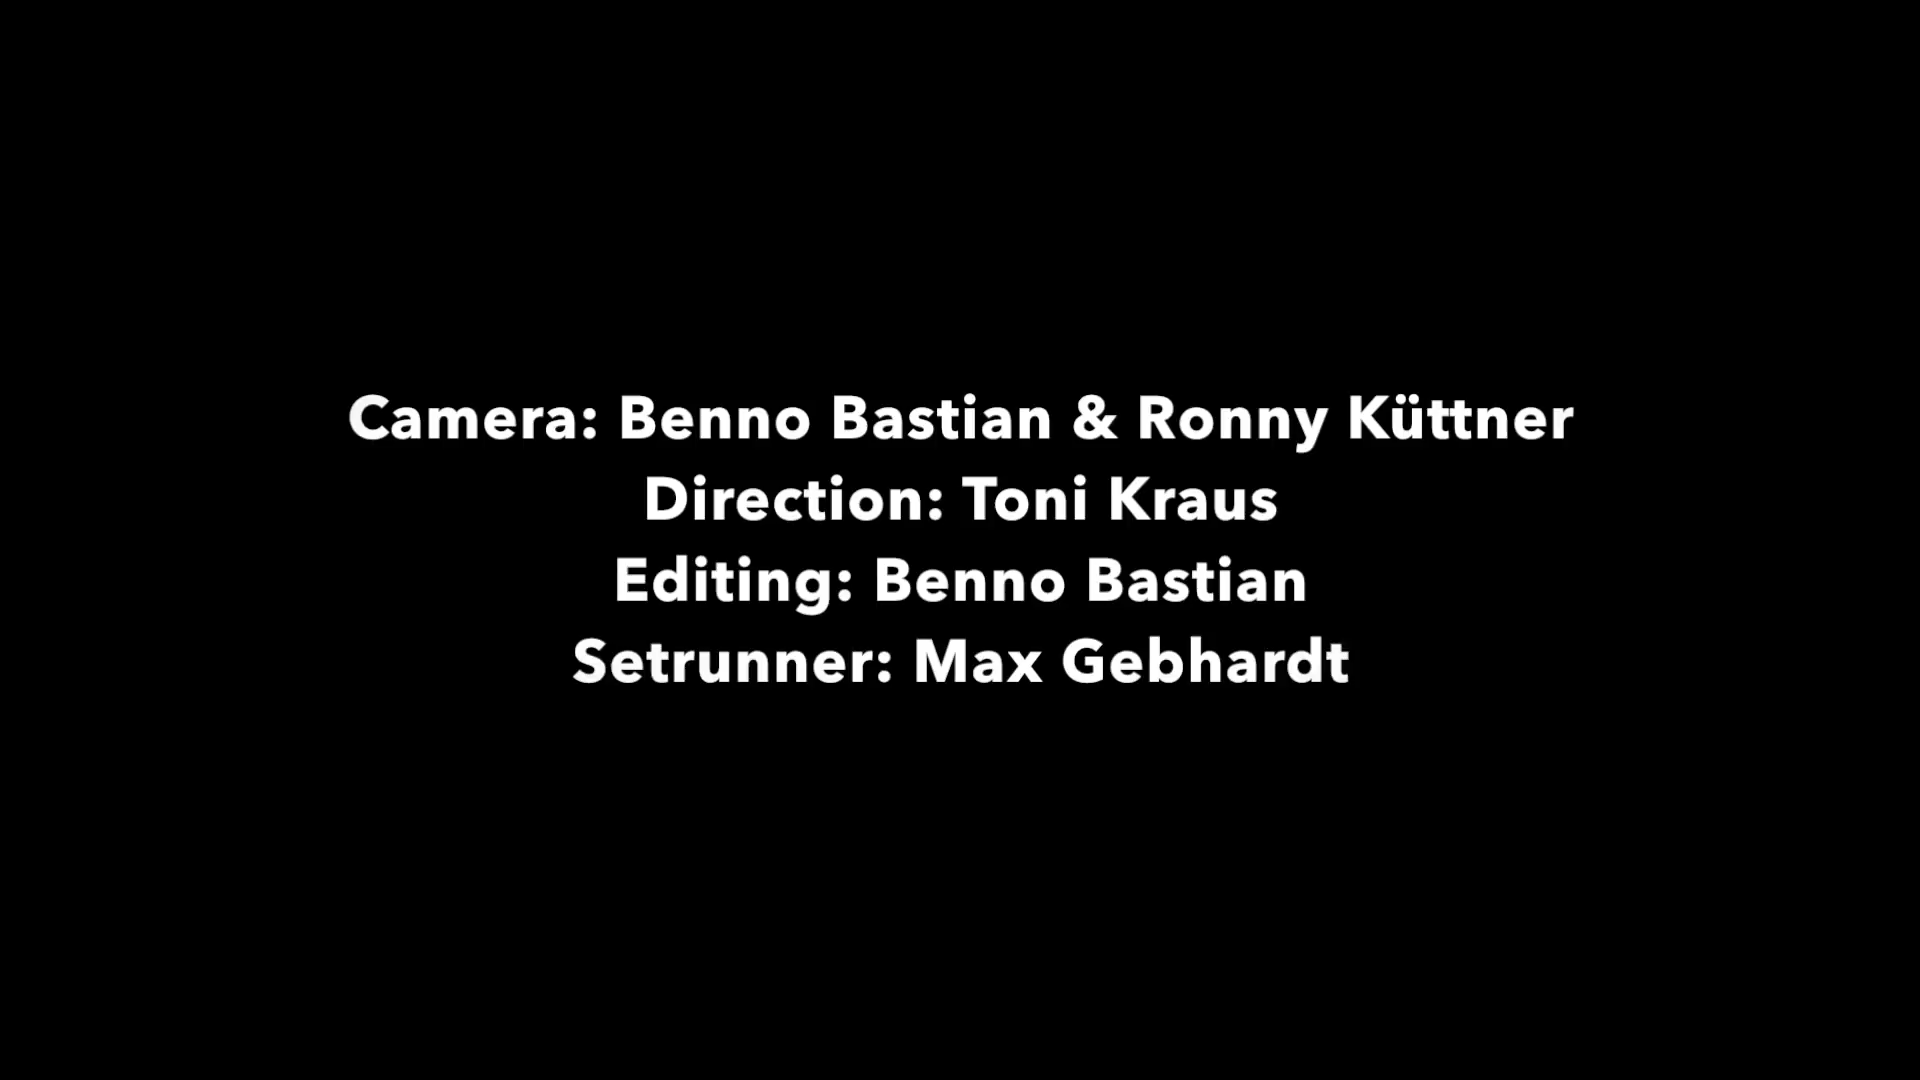 Camera: Benno Bastian & Ronny Küttner
Direction: Toni Kraus
Editing: Benno Bastian
Setrunner: Max Gebhardt